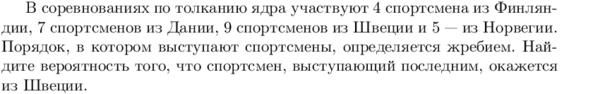 В соревнованиях по толканию ядра участвуют 4 спортсмена из Финлян-
дии, 7 спортсменов из Дании, 9 спортсменов из Швеции и 5 — из Норвегии.
Порядок, в котором выступают спортсмены, определяется жребием. Най-
дите вероятность того, что спортсмен, выступающий последним, окажется
из Швеции.